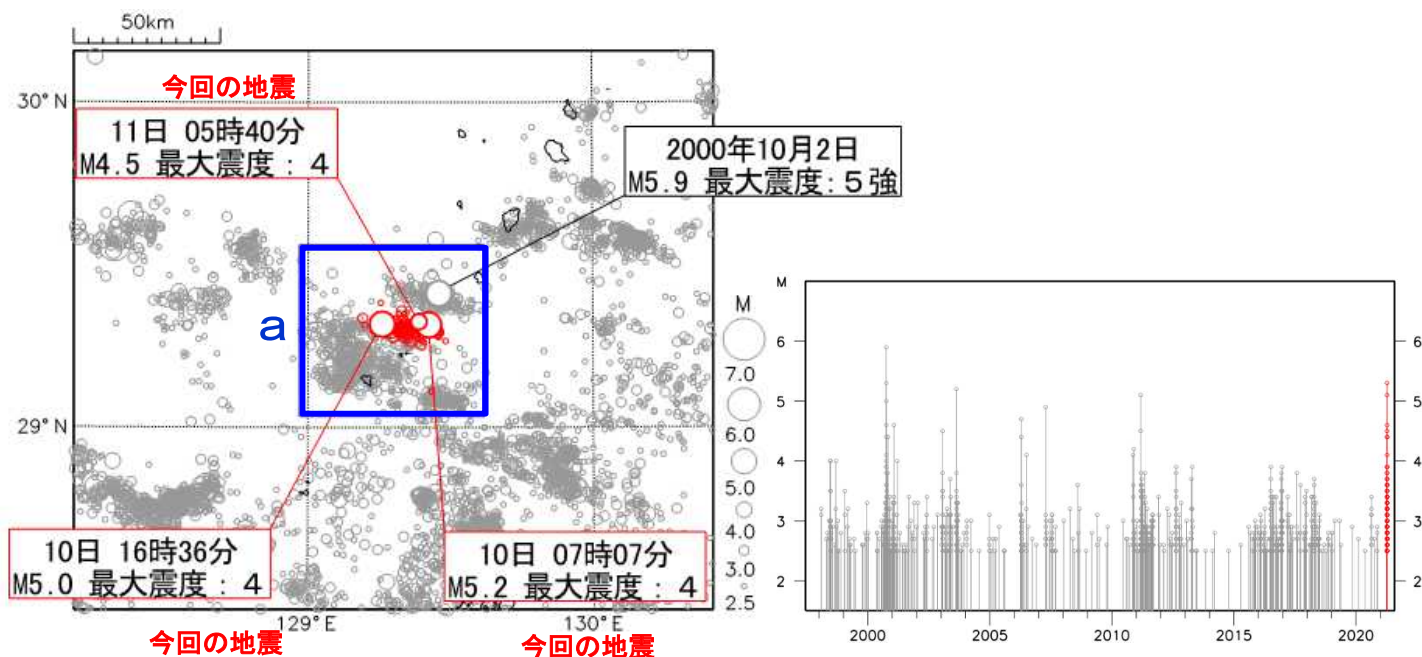 50km
今回の地震
30°N
11日 05時40分
M4.5 最大震度：4
2000年10月2日
M5.9 最大震度：5強
a
29°N
M
7.0
6.0
5.0
4.0
3.0
2.5
10日 16時36分
M5.0 最大震度：4
10日 07時07分
M5.2 最大震度：4
129°E
130°E
今回の地震
今回の地震
M
6
5
4
3
2
6
5
4
3
2
2000
2005
2010
2015
2020